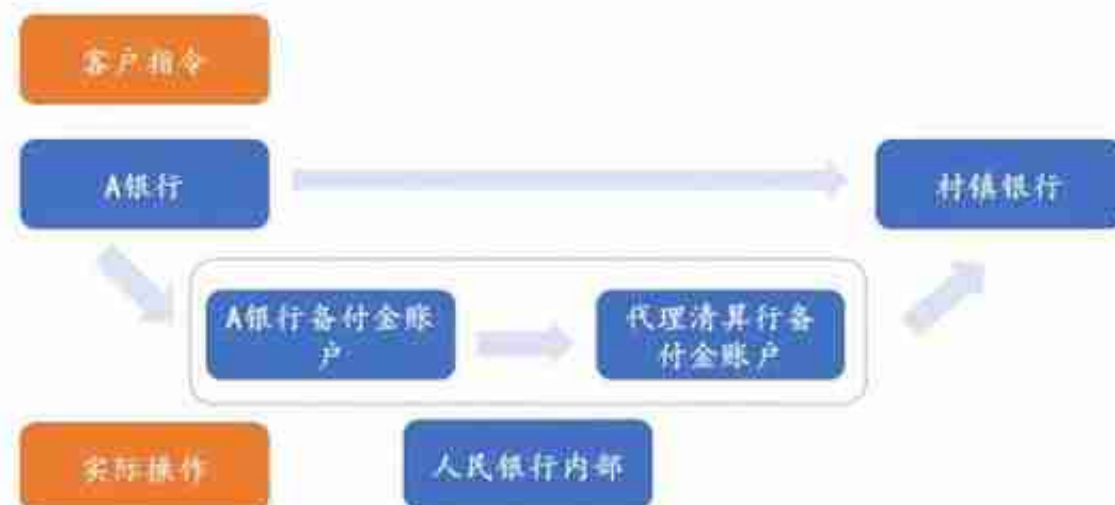 客户指令
A银行
村镇银行
A银行备付金账
户
代理清算行备
付金账户
实际操作
人民银行内部